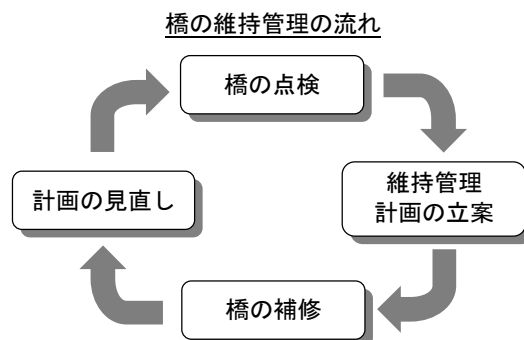 橋の維持管理の流れ
橋の点検
維持管理
計画の立案
橋の補修
計画の見直し